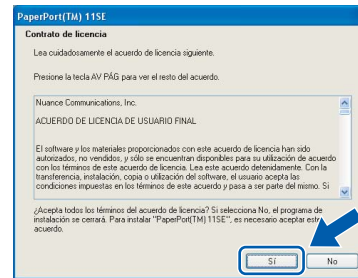 PaperPort(TM) 11SE
Contrato de licencia
Lea cuidadosamente el acuerdo de licencia siguiente.
Presione la tecla AV PÁG para ver el resto del acuerdo.
Nuance Communications, Inc.
ACUERDO DE LICENCIA DE USUARIO FINAL
El software y los materiales proporcionados con este acuerdo de licencia han sido
autorizados, no vendidos, y sólo se encuentran disponibles para su utilización de acuerdo
con los términos de este acuerdo de licencia. Lea este acuerdo detenidamente. Con la
transferencia, instalación, copia o utilización del software, el usuario acepta las
condiciones impuestas en los términos de este acuerdo y pasa a ser parte del mismo. Si
¿Acepta todos los términos del acuerdo de licencia? Si selecciona No, el programa de
instalación se cerrará. Para instalar "PaperPort(TM) 11SE", es necesario aceptar este
acuerdo.
Sí
No